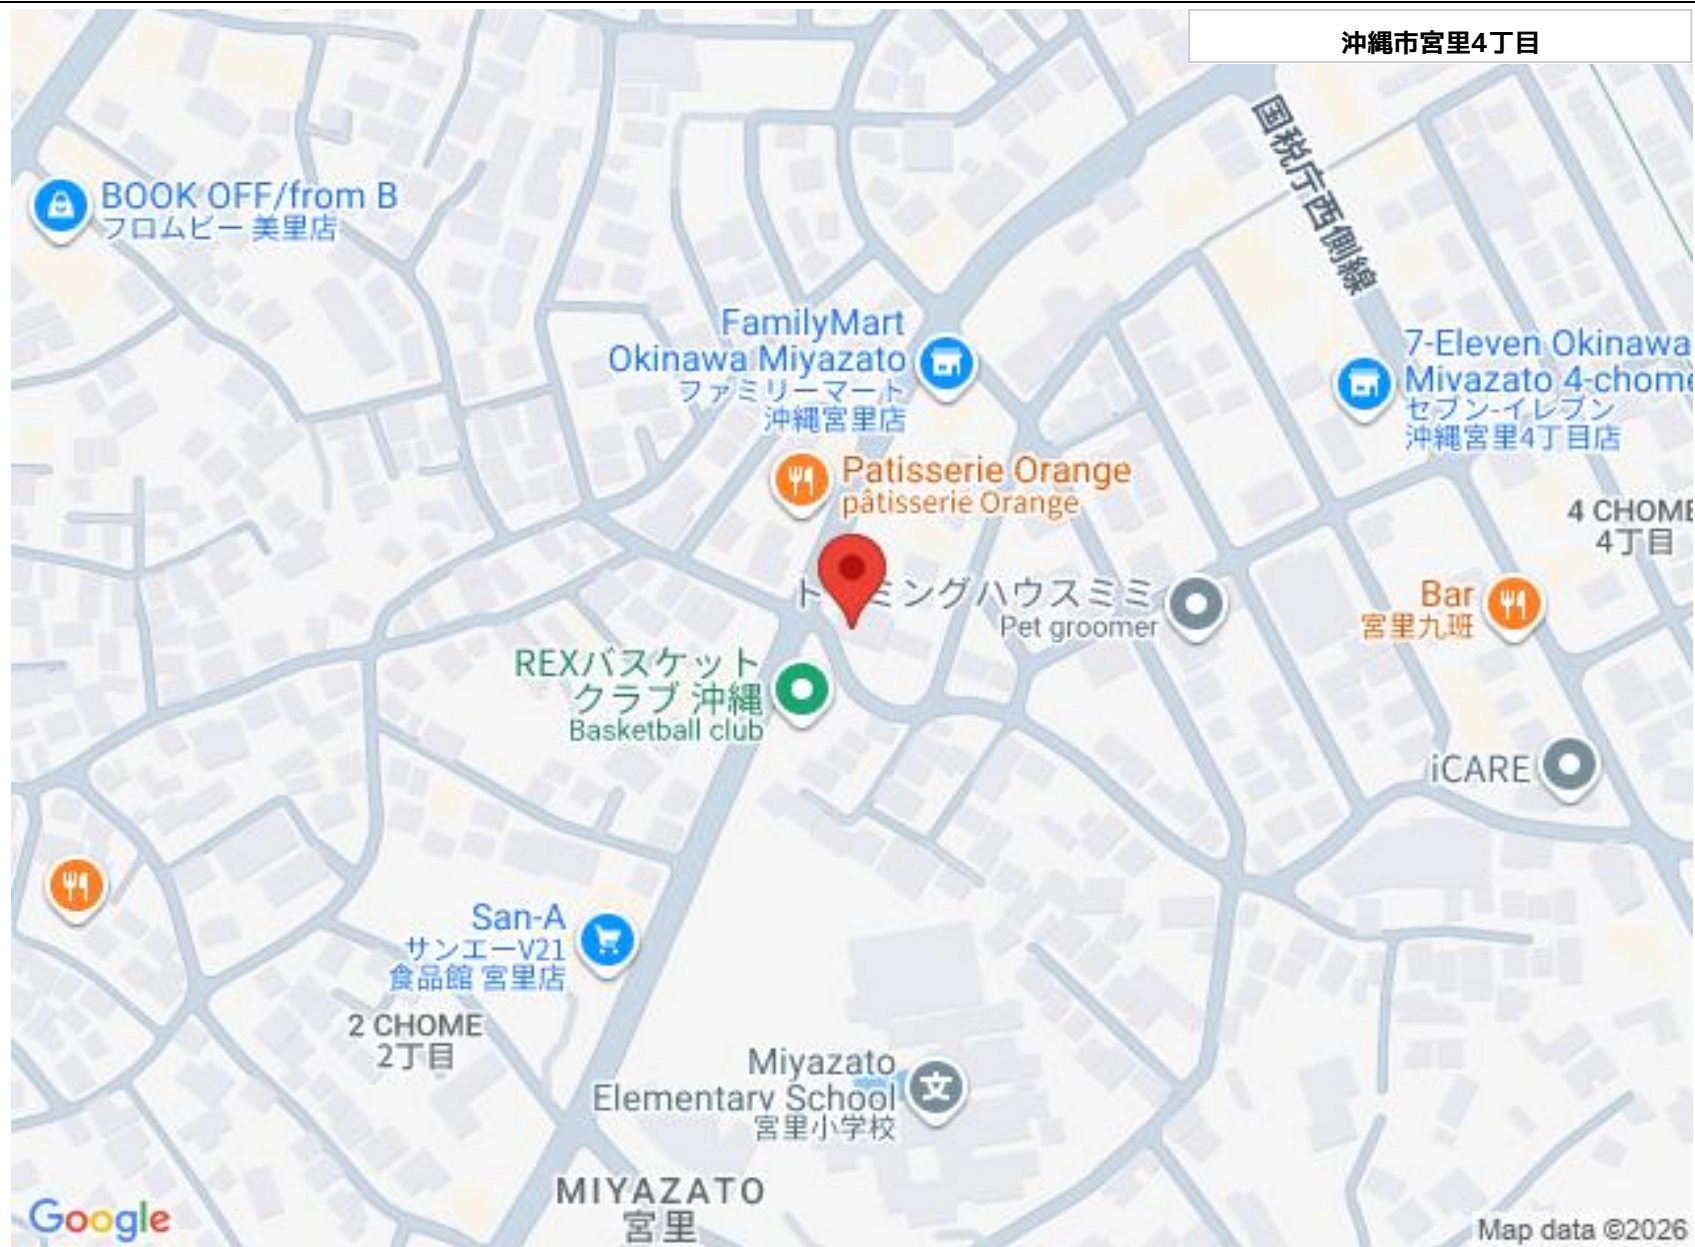 沖縄市宮里4丁目
国税庁西側線
BOOK OFF/from B
フロムビー 美里店
FamilyMart
Okinawa Miyazato
ファミリーマート
沖縄宮里店
7-Eleven Okinawa
Miyazato 4-chome
セブン-イレブン
沖縄宮里4丁目店
Patisserie Orange
pâtisserie Orange
4 CHOME
4丁目
ト ミングハウスミミ
Pet groomer
Bar
宮里九班
REXバスケット
クラブ 沖縄
Basketball club
iCARE
San-A
サンエーV21
食品館 宮里店
2 CHOME
2丁目
Miyazato
Elementary School
宮里小学校
文
MIYAZATO
宮里
Google
Map data ©2026